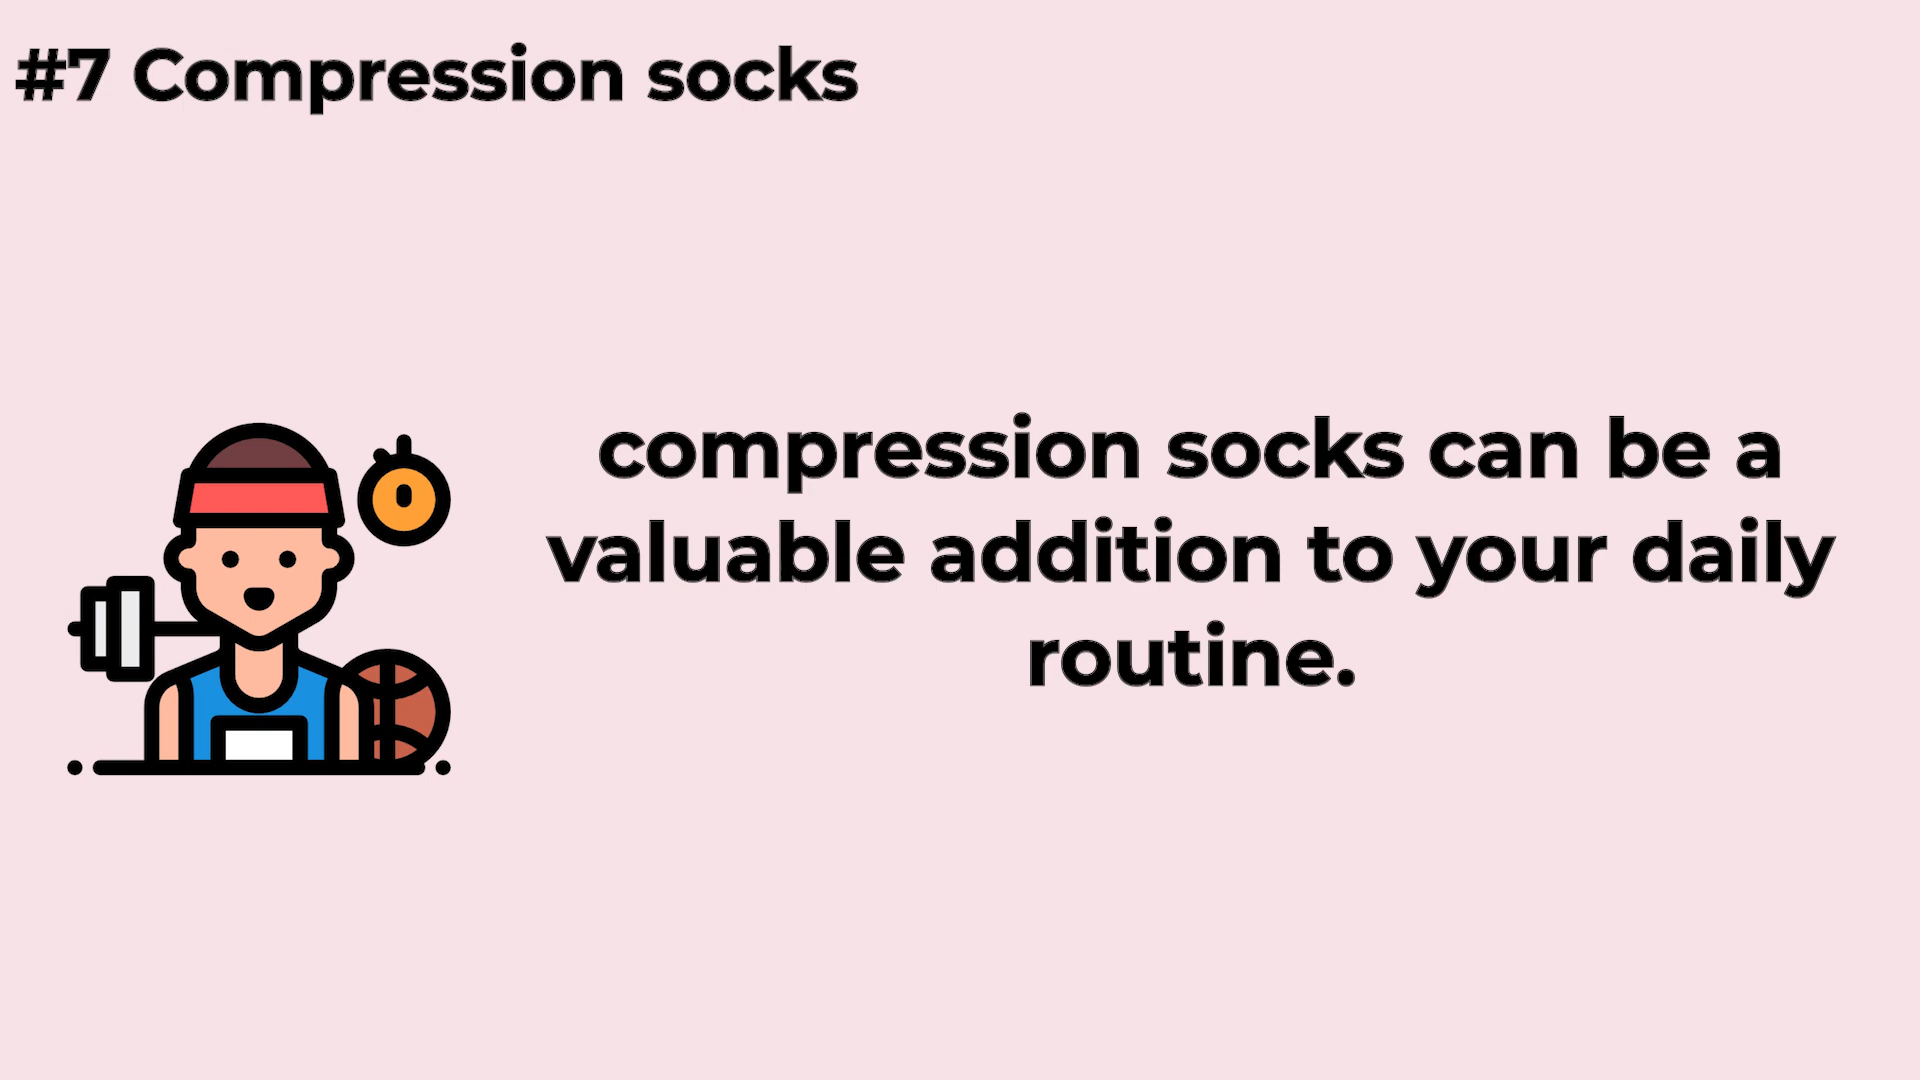 #7 Compression socks
compression socks can be a
valuable addition to your daily
routine.